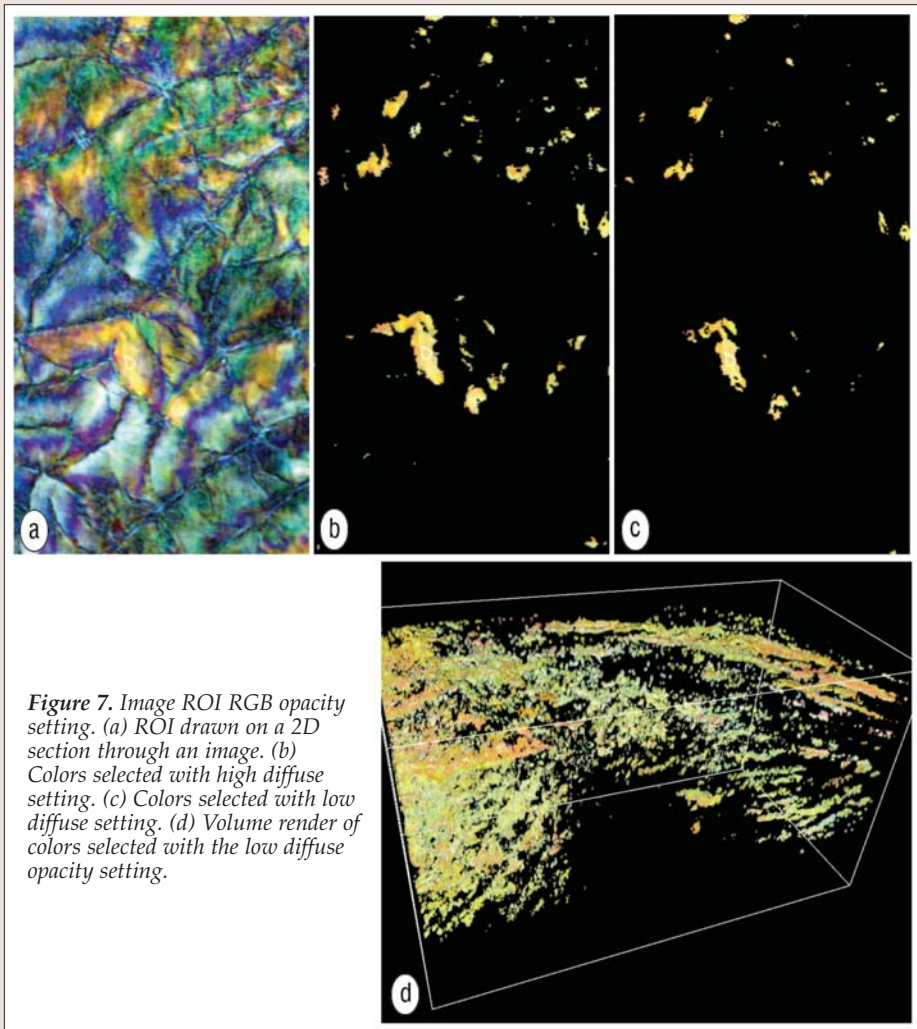 a
b
c
Figure 7. Image ROI RGB opacity
setting. (a) ROI drawn on a 2D
section through an image. (b)
Colors selected with high diffuse
setting. (c) Colors selected with low
diffuse setting. (d) Volume render of
colors selected with the low diffuse
opacity setting.
d